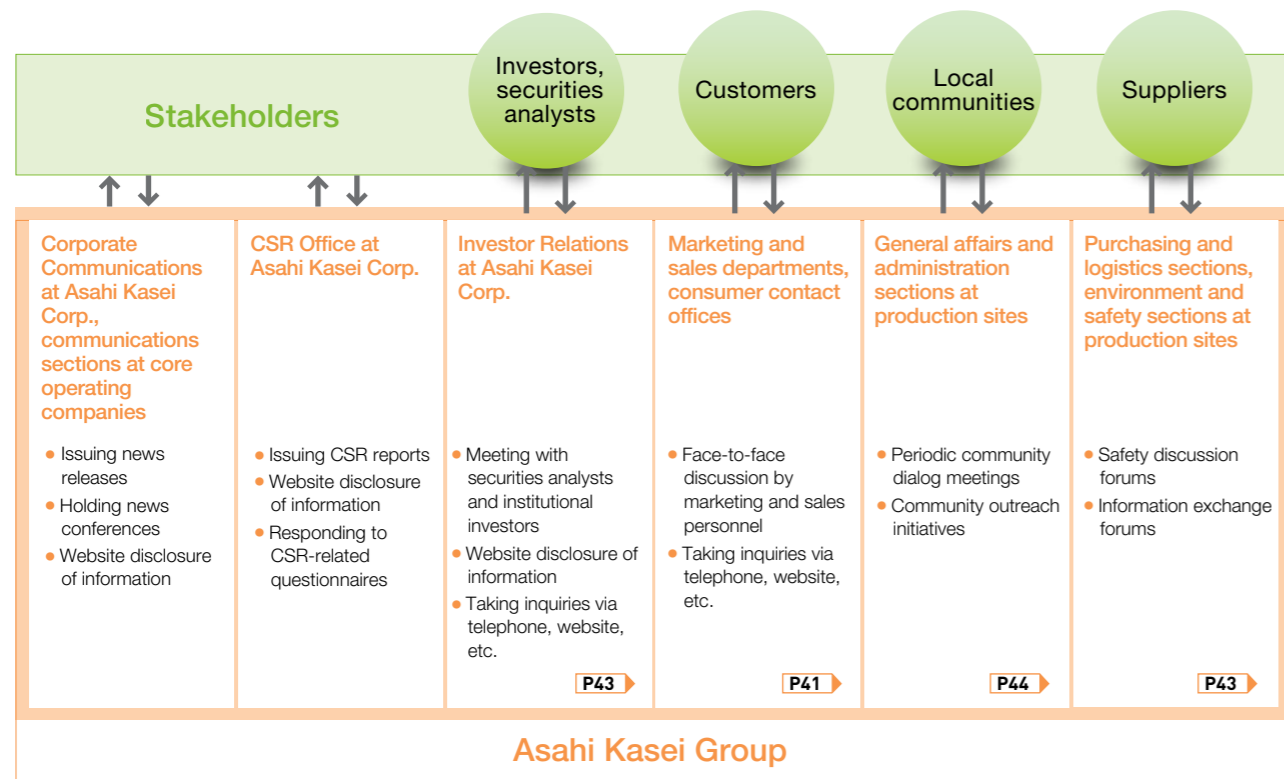 Stakeholders
Investors,
securities
analysts
Customers
Local
communities
Suppliers
Corporate
Communications
at Asahi Kasei
Corp.,
communications
sections at core
operating
companies
• Issuing news
releases
• Holding news
conferences
• Website disclosure
of information
CSR Office at
Asahi Kasei Corp.
• Issuing CSR reports
• Website disclosure
of information
• Responding to
CSR-related
questionnaires
Investor Relations
at Asahi Kasei
Corp.
• Meeting with
securities analysts
and institutional
investors
• Website disclosure of
information
• Taking inquiries via
telephone, website,
etc.
P43
Marketing and
sales departments,
consumer contact
offices
• Face-to-face
discussion by
marketing and sales
personnel
• Taking inquiries via
telephone, website,
etc.
P41
General affairs and
administration
sections at
production sites
• Periodic community
dialog meetings
• Community outreach
initiatives
P44
Purchasing and
logistics sections,
environment and
safety sections at
production sites
• Safety discussion
forums
• Information exchange
forums
P43
Asahi Kasei Group